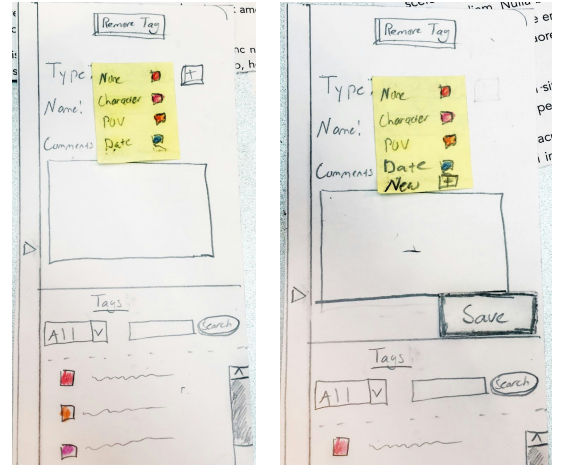 Remove Tag
Type:
None
+
Character
Name:
POV
Comments
Date
Tags
All
Search
Remove Tag
Type:
None
Character
Name:
POV
Comments
Date
New +
Save
Tags
All
Search